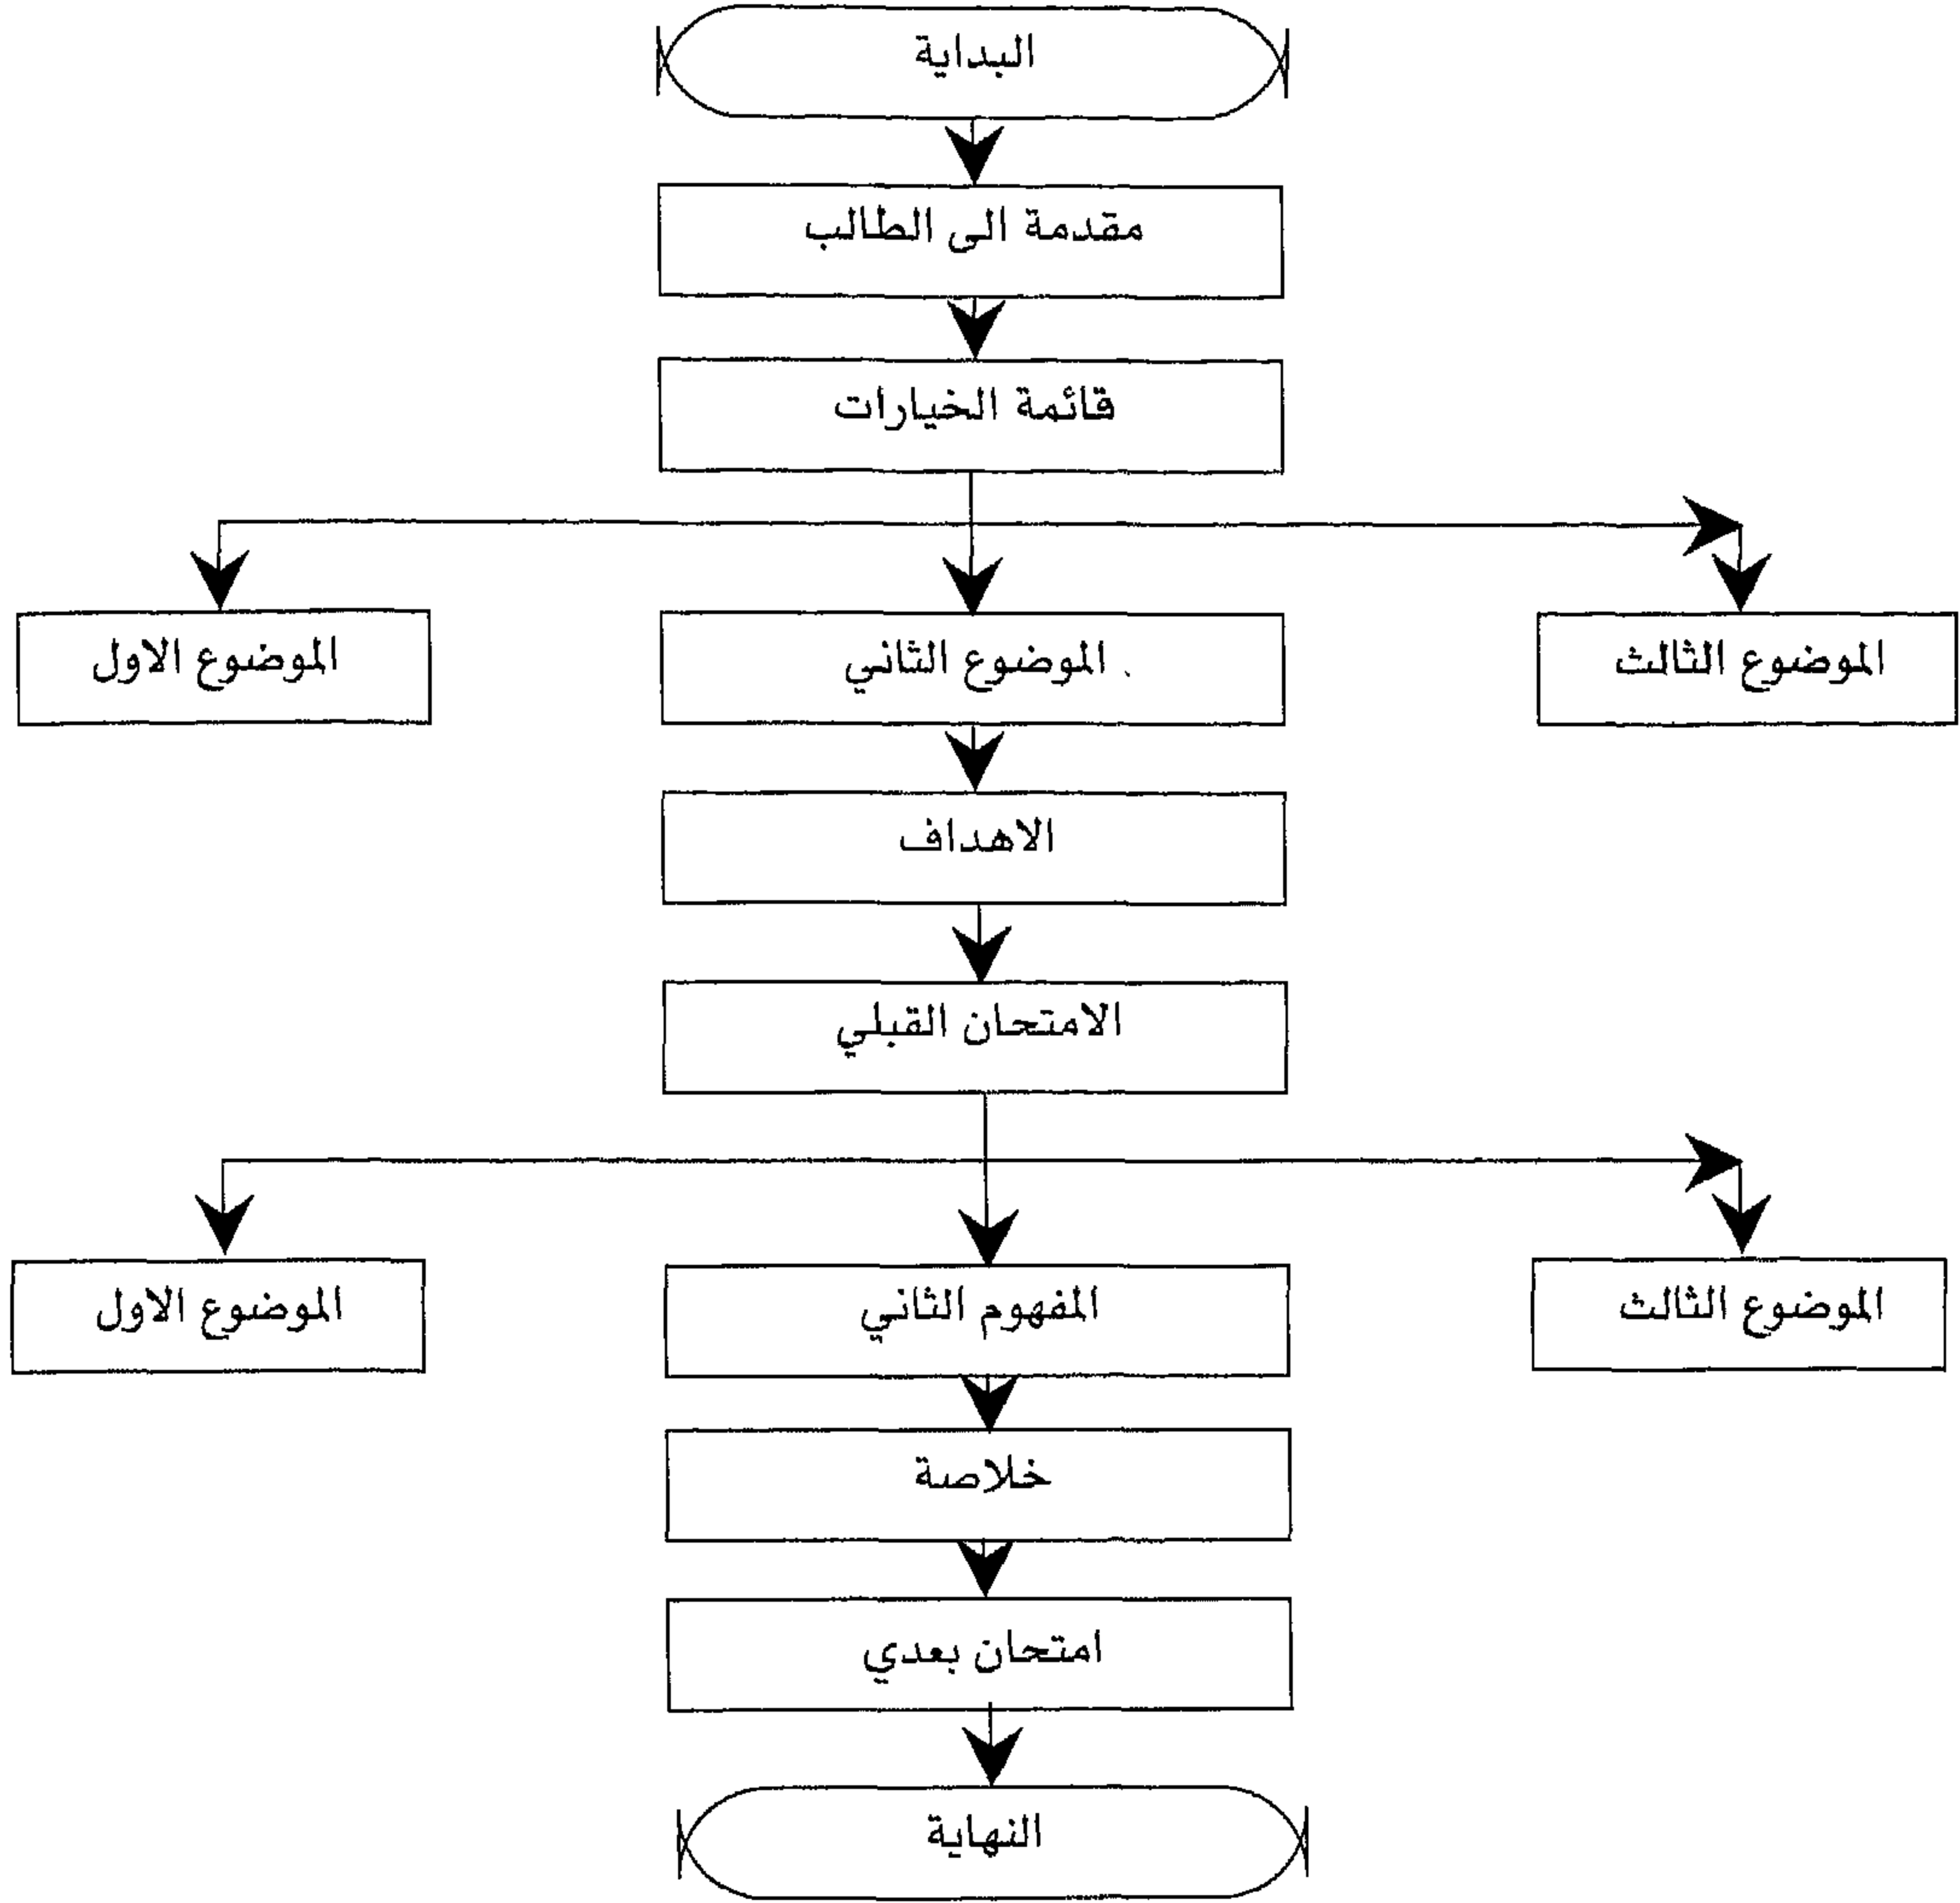 البداية
مقدمة الى الطالب
قائمة الخيارات
الموضوع الثالث
الموضوع الثاني
الموضوع الاول
الاهداف
الامتحان القبلي
الموضوع الثالث
المفهوم الثاني
الموضوع الاول
خلاصة
امتحان بعدي
النهاية